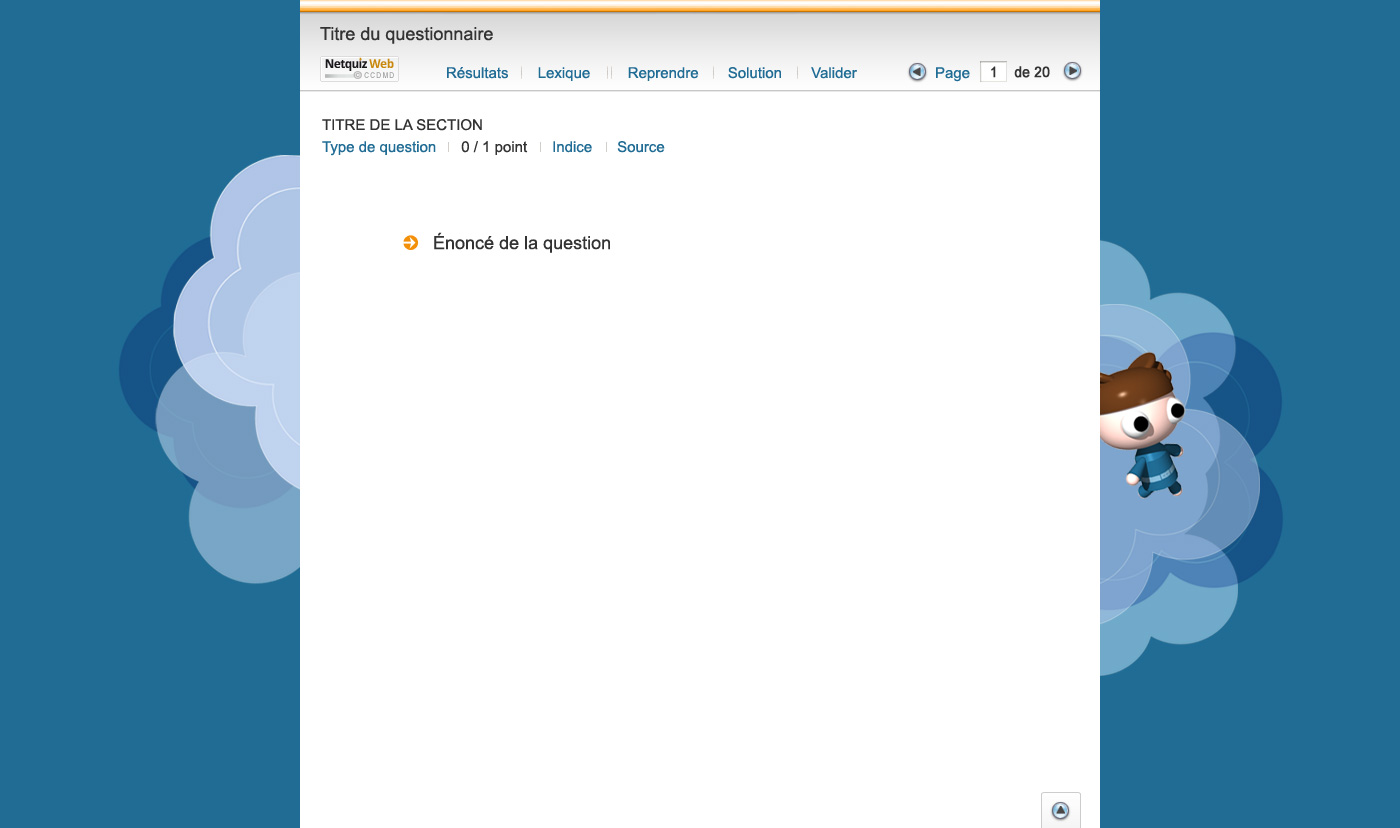 Titre du questionnaire
Netquiz Web
© CCDMD
Résultats Lexique Reprendre Solution Valider Page 1 de 20
TITRE DE LA SECTION
Type de question 0 / 1 point Indice Source
Énoncé de la question